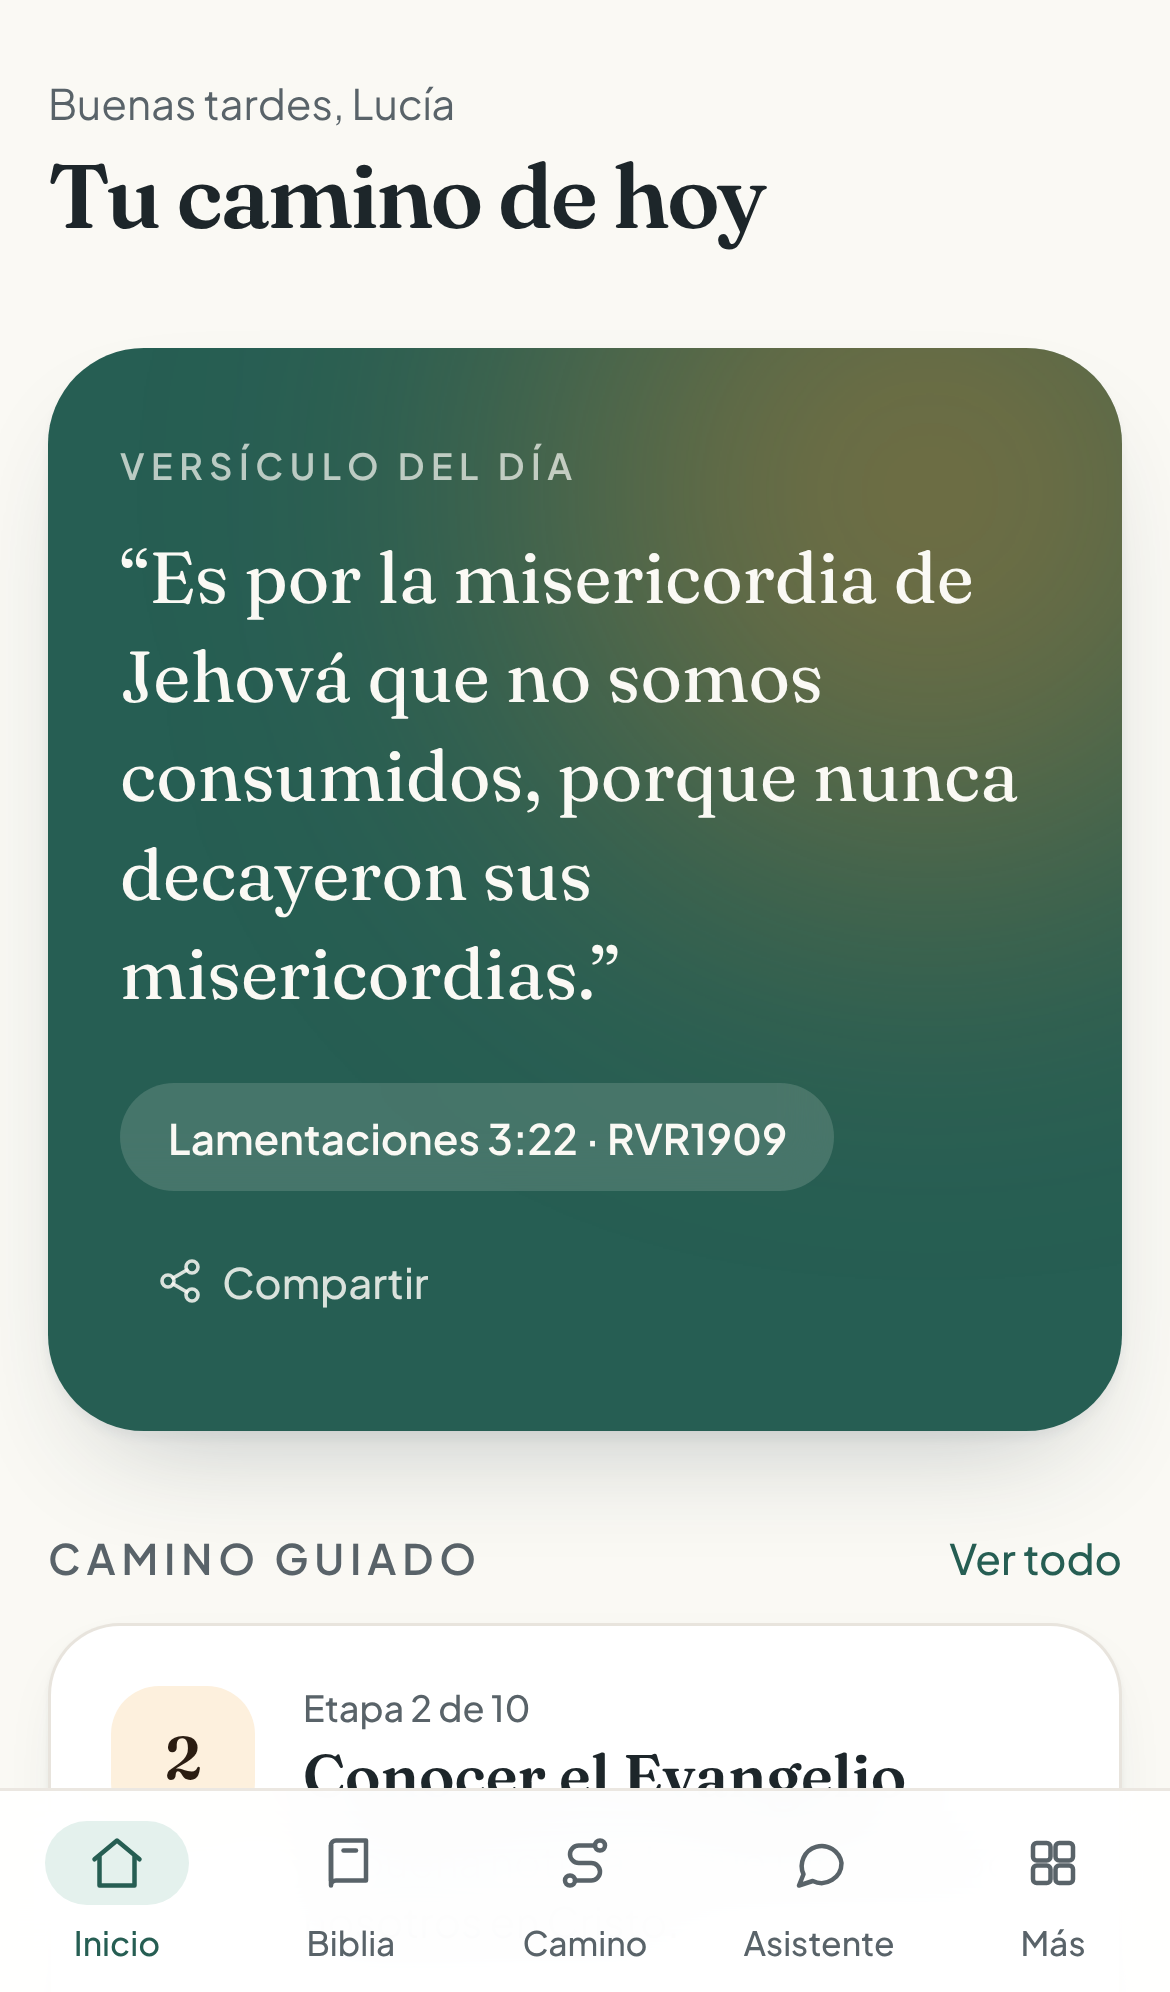 Buenas tardes, Lucía
Tu camino de hoy
VERSÍCULO DEL DÍA
“Es por la misericordia de
Jehová que no somos
consumidos, porque nunca
decayeron sus
misericordias.”
Lamentaciones 3:22 · RVR1909
Compartir
CAMINO GUIADO
Ver todo
2
Etapa 2 de 10
Conocer el Evangelio
Inicio
Biblia
Camino
Asistente
Más